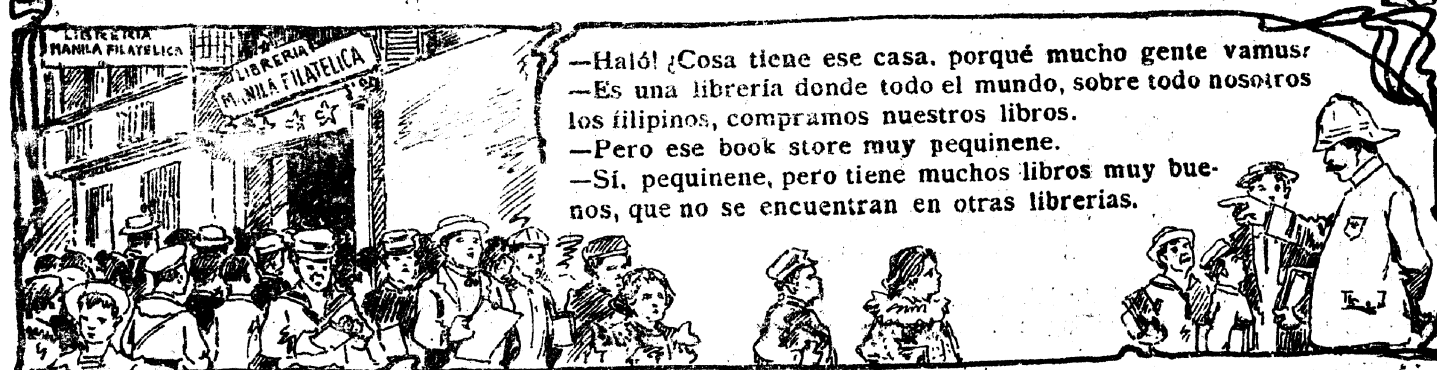 LIBRERIA
MANILA FILATELICA
LIBRERIA
MANILA FILATELICA
—Haló! ¿Cosa tiene ese casa, porqué mucho gente vamus?
—Es una librería donde todo el mundo, sobre todo nosotros
los filipinos, compramos nuestros libros.
—Pero ese book store muy pequinene.
—Sí, pequinene, pero tiene muchos libros muy bue-
nos, que no se encuentran en otras librerias.